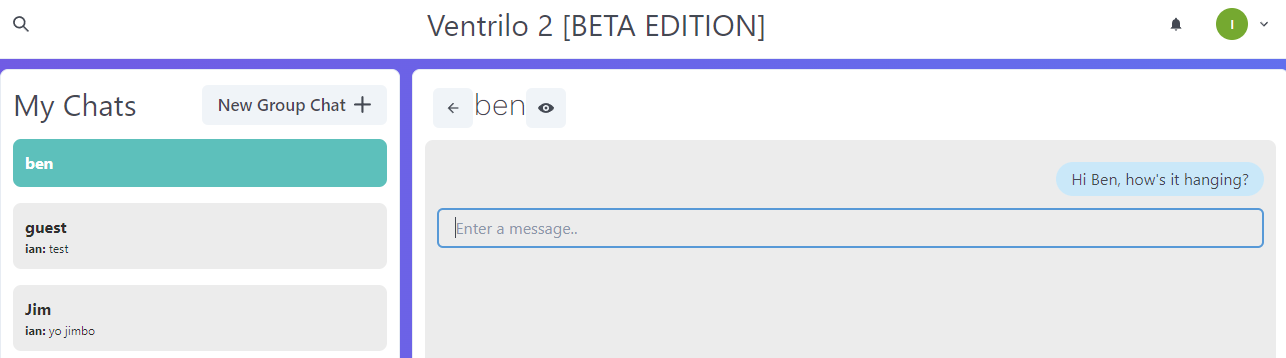 Ventrilo 2 [BETA EDITION]
I
My Chats
New Group Chat
ben
guest
ian: test
Jim
ian: yo jimbo
ben
Hi Ben, how's it hanging?
Enter a message..